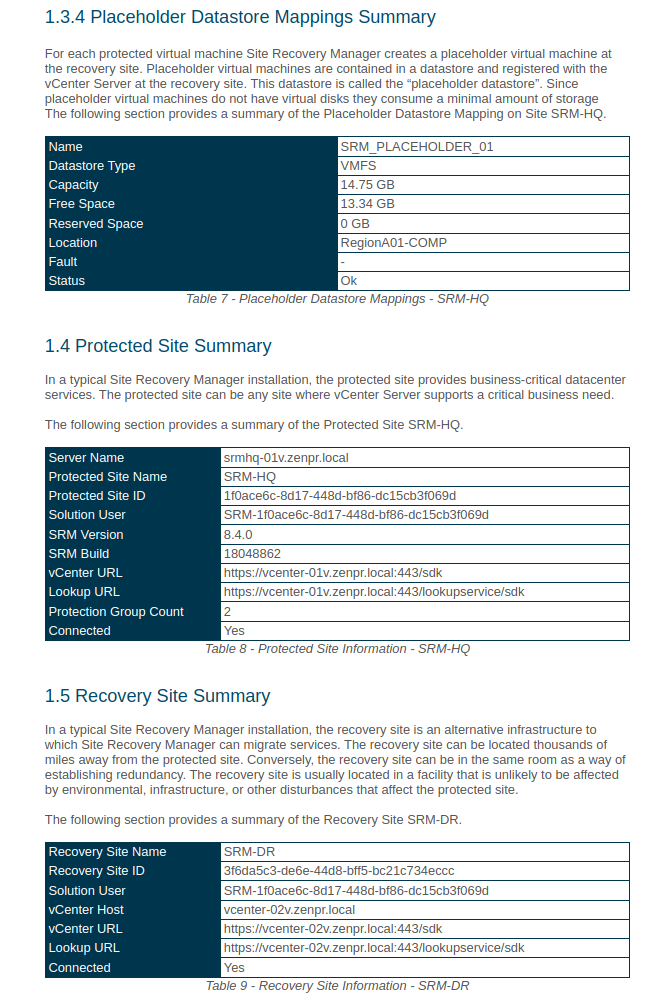 1.3.4 Placeholder Datastore Mappings Summary
For each protected virtual machine Site Recovery Manager creates a placeholder virtual machine at
the recovery site. Placeholder virtual machines are contained in a datastore and registered with the
vCenter Server at the recovery site. This datastore is called the “placeholder datastore”. Since
placeholder virtual machines do not have virtual disks they consume a minimal amount of storage
The following section provides a summary of the Placeholder Datastore Mapping on Site SRM-HQ.
Name SRM_PLACEHOLDER_01
Datastore Type VMFS
Capacity 14.75 GB
Free Space 13.34 GB
Reserved Space 0 GB
Location RegionA01-COMP
Fault -
Status Ok
Table 7 - Placeholder Datastore Mappings - SRM-HQ
1.4 Protected Site Summary
In a typical Site Recovery Manager installation, the protected site provides business-critical datacenter
services. The protected site can be any site where vCenter Server supports a critical business need.
The following section provides a summary of the Protected Site SRM-HQ.
Server Name srmhq-01v.zenpr.local
Protected Site Name SRM-HQ
Protected Site ID 1f0ace6c-8d17-448d-bf86-dc15cb3f069d
Solution User SRM-1f0ace6c-8d17-448d-bf86-dc15cb3f069d
SRM Version 8.4.0
SRM Build 18048862
vCenter URL https://vcenter-01v.zenpr.local:443/sdk
Lookup URL https://vcenter-01v.zenpr.local:443/lookupservice/sdk
Protection Group Count 2
Connected Yes
Table 8 - Protected Site Information - SRM-HQ
1.5 Recovery Site Summary
In a typical Site Recovery Manager installation, the recovery site is an alternative infrastructure to
which Site Recovery Manager can migrate services. The recovery site can be located thousands of
miles away from the protected site. Conversely, the recovery site can be in the same room as a way of
establishing redundancy. The recovery site is usually located in a facility that is unlikely to be affected
by environmental, infrastructure, or other disturbances that affect the protected site.
The following section provides a summary of the Recovery Site SRM-DR.
Recovery Site Name SRM-DR
Recovery Site ID 3f6da5c3-de6e-44d8-bff5-bc21c734eccc
Solution User SRM-1f0ace6c-8d17-448d-bf86-dc15cb3f069d
vCenter Host vcenter-02v.zenpr.local
vCenter URL https://vcenter-02v.zenpr.local:443/sdk
Lookup URL https://vcenter-02v.zenpr.local:443/lookupservice/sdk
Connected Yes
Table 9 - Recovery Site Information - SRM-DR